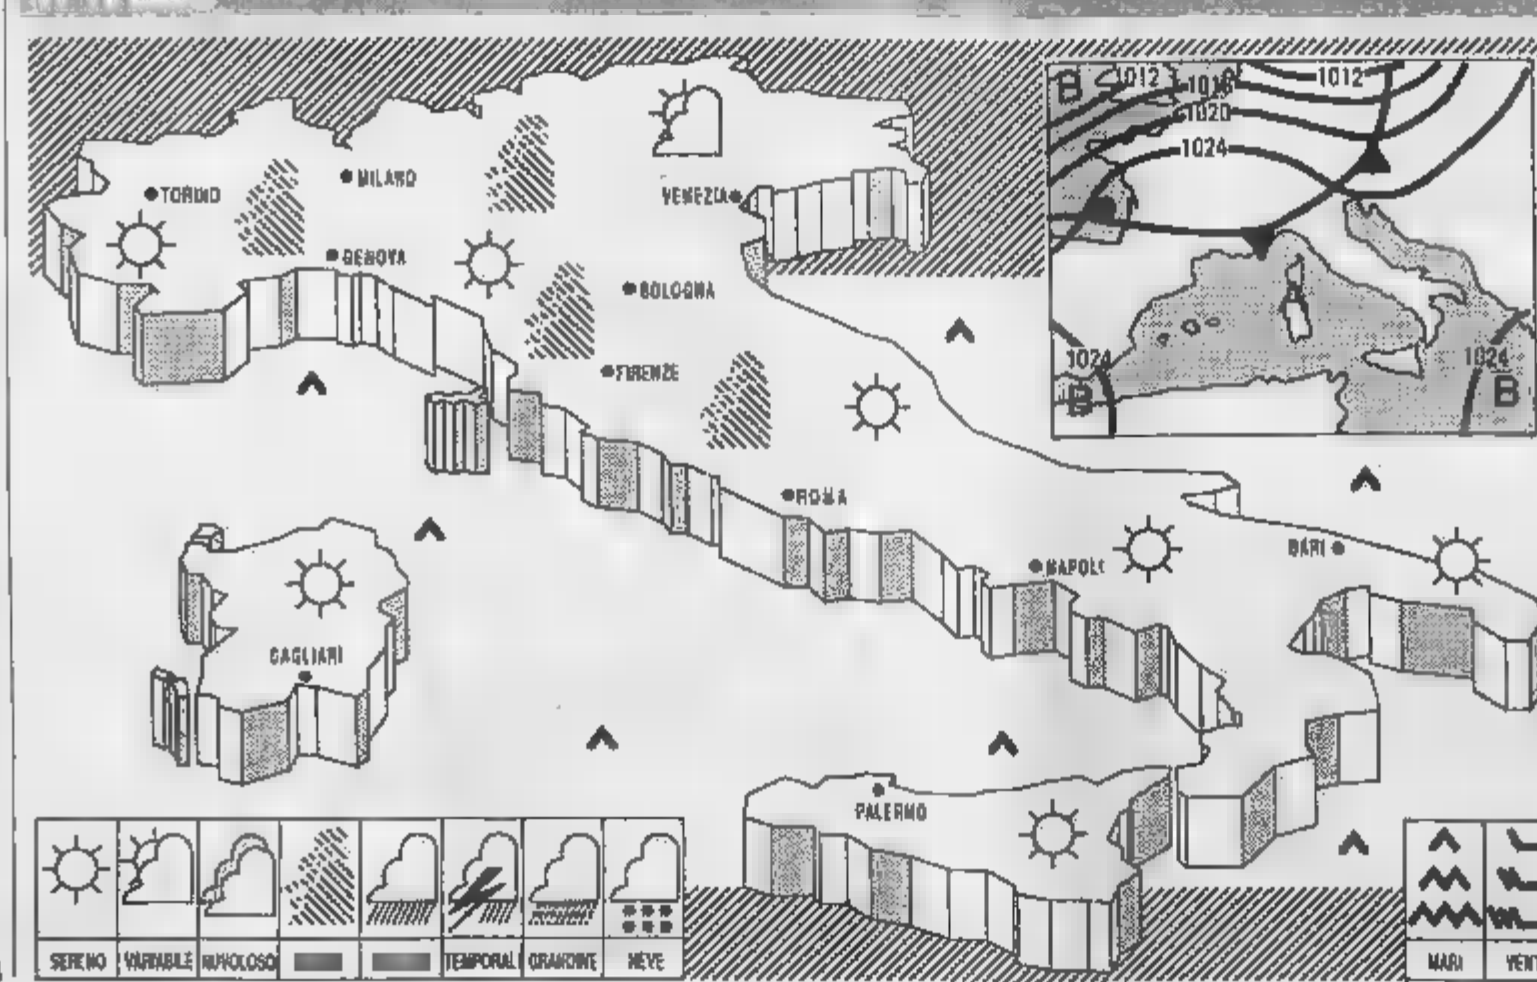 B
1012
1016
1012
1020
1024
MILANO
TORINO
VENEZIA
GENOVA
BOLOGNA
1024
1024
FIRENZE
B
B
ROMA
BARI
NAPOLI
CAGLIARI
PALERMO
SERENO
VARIABILE
NUVOLOSO
TEMPORALI
GRANDINE
NEVE
MARI
VENT